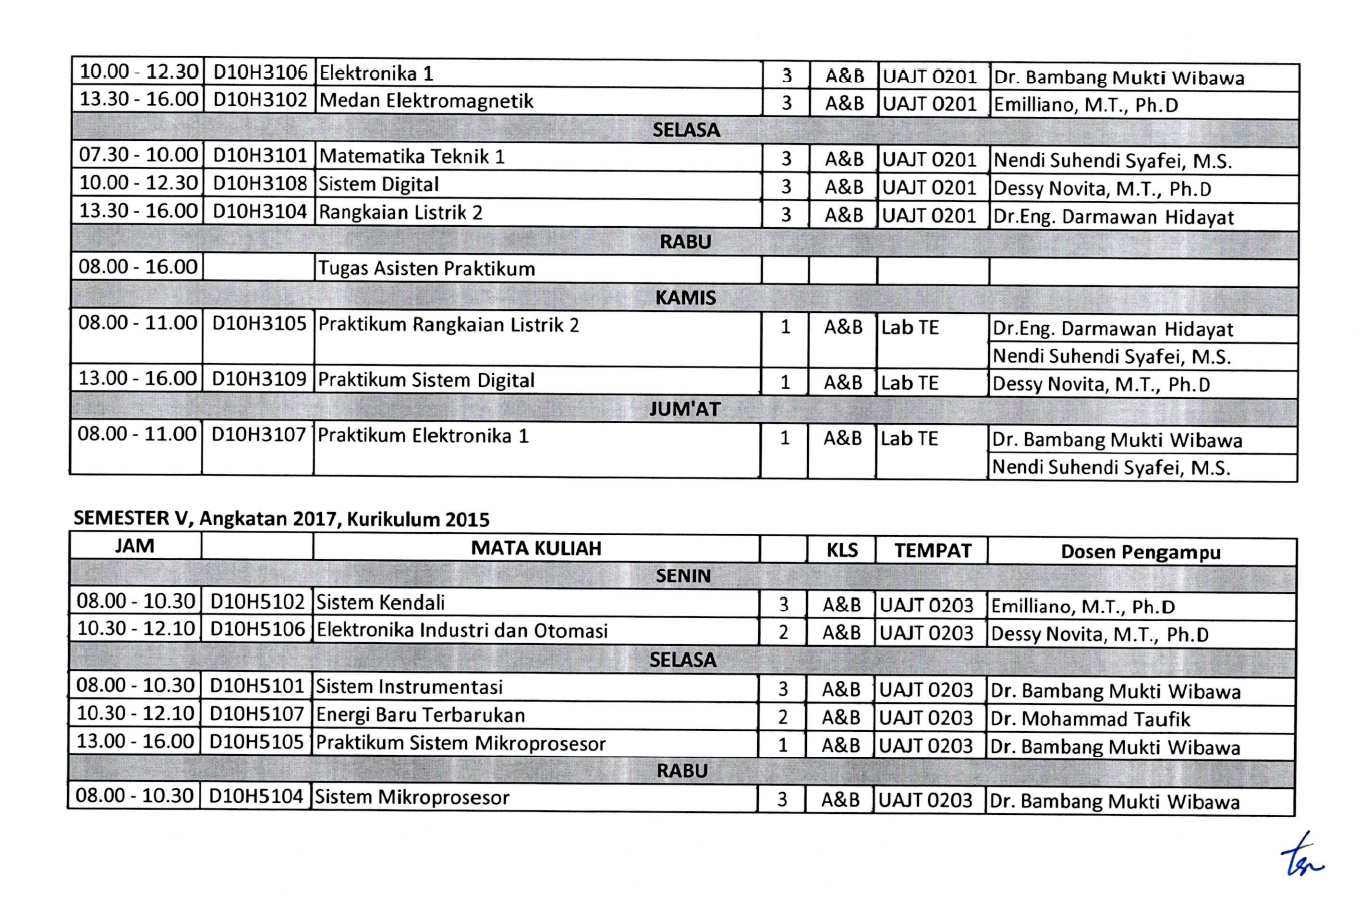 10.00 - 12.30 D10H3106 Elektronika 1 3 A&B UAJT 0201 Dr. Bambang Mukti Wibawa
13.30 - 16.00 D10H3102 Medan Elektromagnetik 3 A&B UAJT 0201 Emilliano, M.T., Ph.D
SELASA
07.30 - 10.00 D10H3101 Matematika Teknik 1 3 A&B UAJT 0201 Nendi Suhendi Syafei, M.S.
10.00 - 12.30 D10H3108 Sistem Digital 3 A&B UAJT 0201 Dessy Novita, M.T., Ph.D
13.30 - 16.00 D10H3104 Rangkaian Listrik 2 3 A&B UAJT 0201 Dr.Eng. Darmawan Hidayat
RABU
08.00 - 16.00 Tugas Asisten Praktikum
KAMIS
08.00 - 11.00 D10H3105 Praktikum Rangkaian Listrik 2 1 A&B Lab TE Dr.Eng. Darmawan Hidayat
Nendi Suhendi Syafei, M.S.
13.00 - 16.00 D10H3109 Praktikum Sistem Digital 1 A&B Lab TE Dessy Novita, M.T., Ph.D
JUM'AT
08.00 - 11.00 D10H3107 Praktikum Elektronika 1 1 A&B Lab TE Dr. Bambang Mukti Wibawa
Nendi Suhendi Syafei, M.S.
SEMESTER V, Angkatan 2017, Kurikulum 2015
JAM MATA KULIAH KLS TEMPAT Dosen Pengampu
SENIN
08.00 - 10.30 D10H5102 Sistem Kendali 3 A&B UAJT 0203 Emilliano, M.T., Ph.D
10.30 - 12.10 D10H5106 Elektronika Industri dan Otomasi 2 A&B UAJT 0203 Dessy Novita, M.T., Ph.D
SELASA
08.00 - 10.30 D10H5101 Sistem Instrumentasi 3 A&B UAJT 0203 Dr. Bambang Mukti Wibawa
10.30 - 12.10 D10H5107 Energi Baru Terbarukan 2 A&B UAJT 0203 Dr. Mohammad Taufik
13.00 - 16.00 D10H5105 Praktikum Sistem Mikroprosesor 1 A&B UAJT 0203 Dr. Bambang Mukti Wibawa
RABU
08.00 - 10.30 D10H5104 Sistem Mikroprosesor 3 A&B UAJT 0203 Dr. Bambang Mukti Wibawa